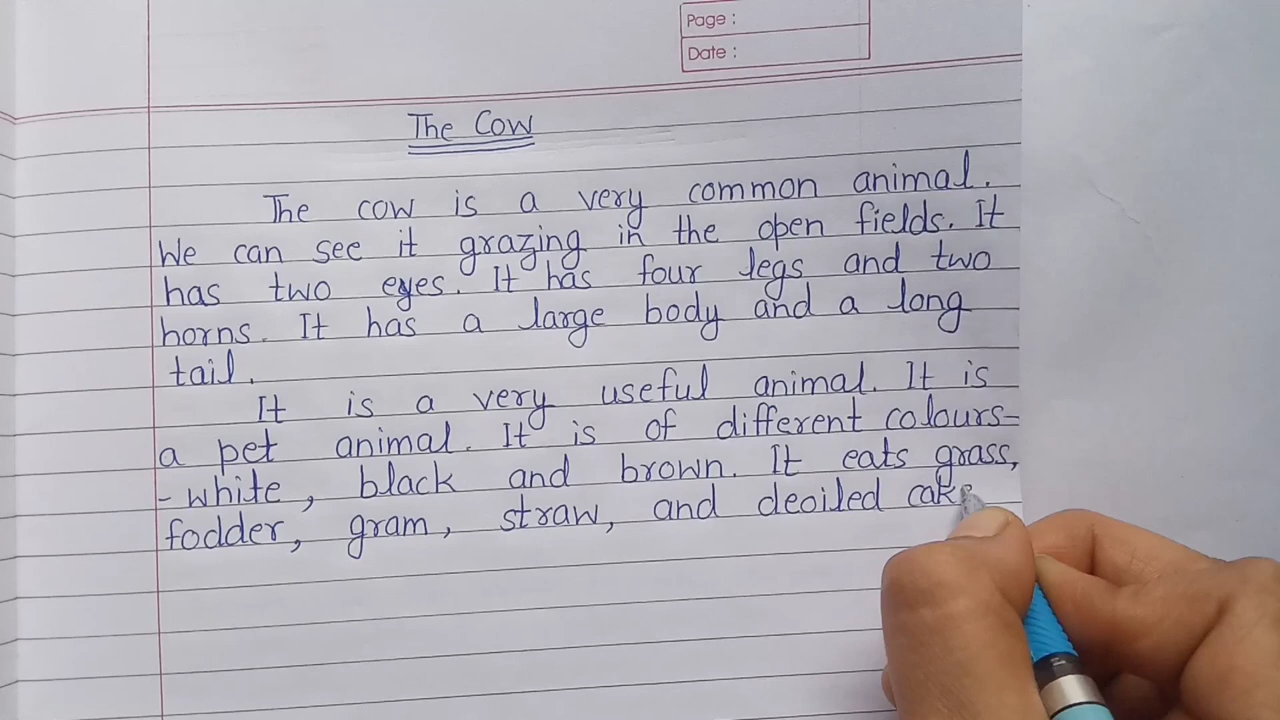 Page :
Date :
The Cow
The cow is a very common animal.
We can see it grazing in the open fields. It
has two eyes. It has four legs and two
horns. It has a large body and a long
tail.
It is a very useful animal. It is
a pet animal. It is of different colours=
- white, black and brown. It eats grass,
fodder, gram, straw, and deoiled cake